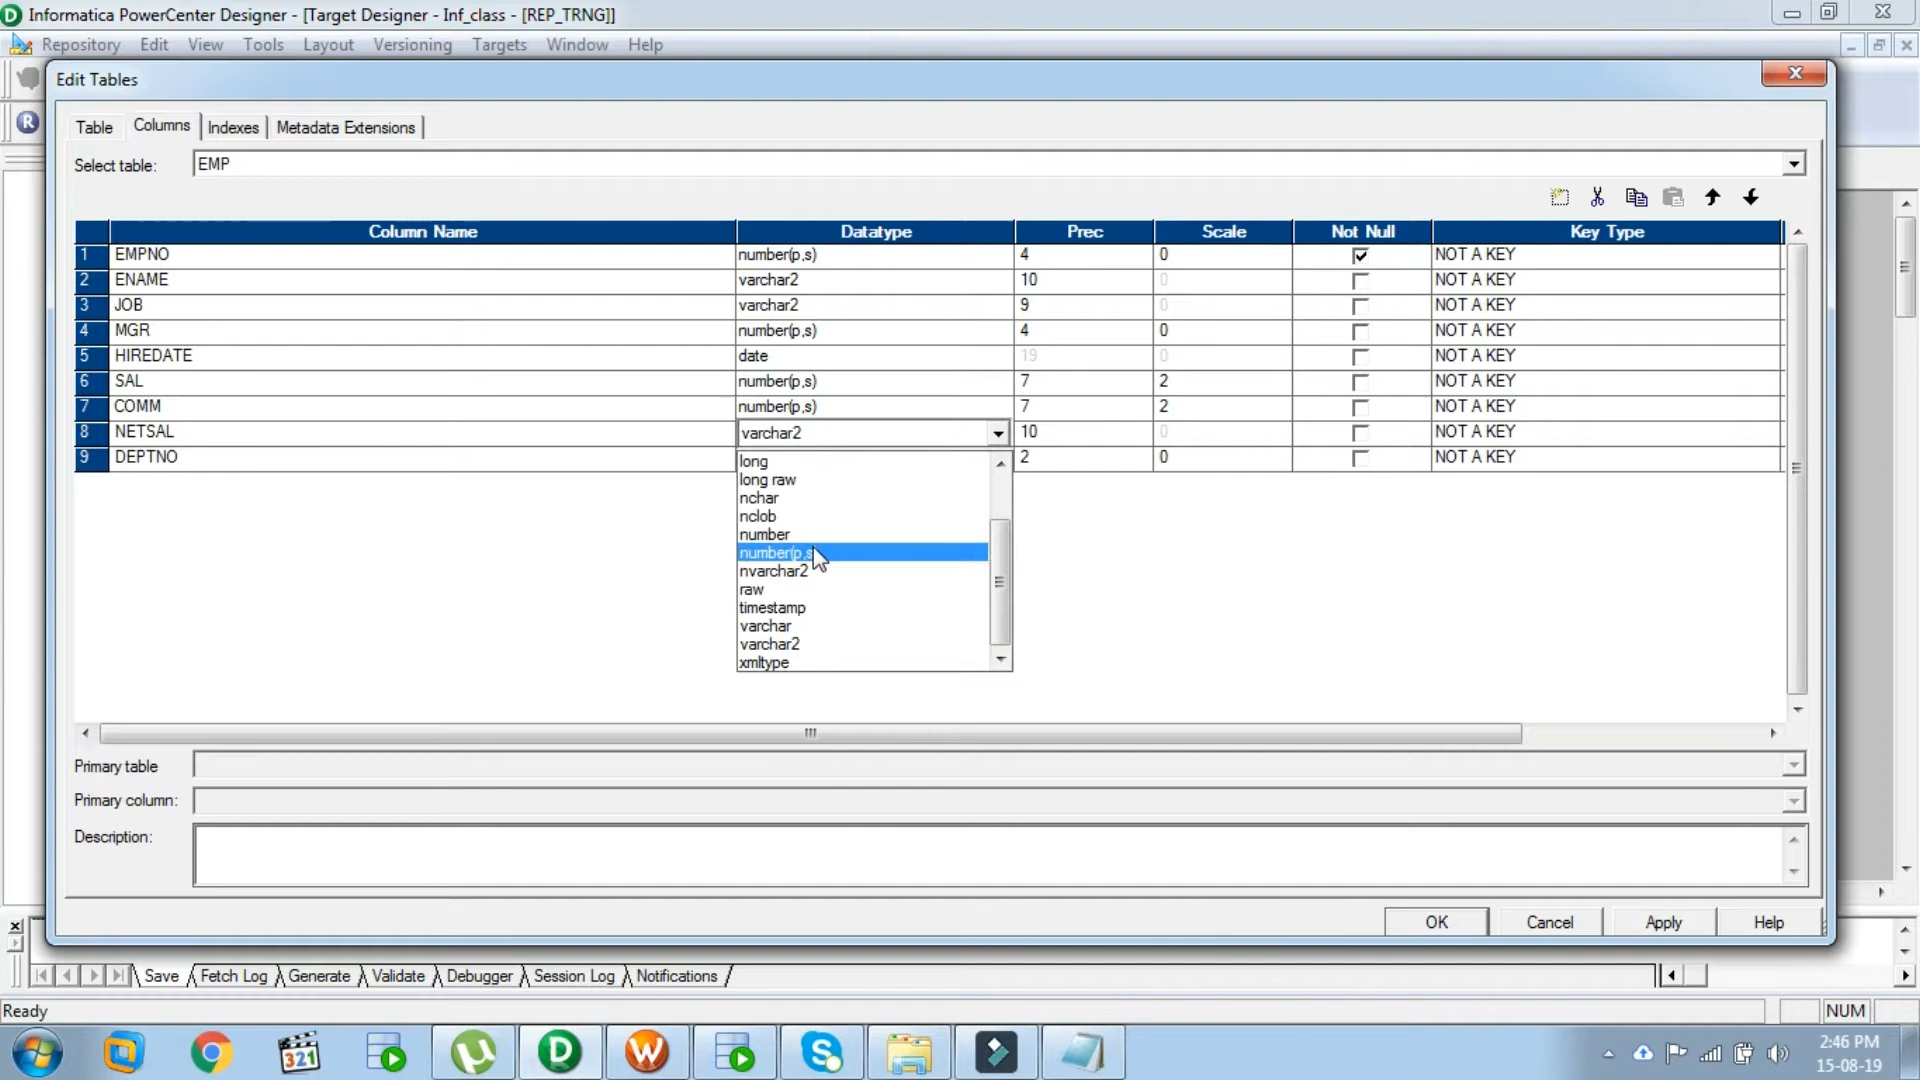 Informatica PowerCenter Designer - [Target Designer - Inf_class - [REP_TRNG]]
Repository Edit View Tools Layout Versioning Targets Window Help
Edit Tables
Table Columns Indexes Metadata Extensions
Select table: EMP
Column Name Datatype Prec Scale Not Null Key Type
1 EMPNO number(p,s) 4 0 NOT A KEY
2 ENAME varchar2 10 0 NOT A KEY
3 JOB varchar2 9 0 NOT A KEY
4 MGR number(p,s) 4 0 NOT A KEY
5 HIREDATE date 19 0 NOT A KEY
6 SAL number(p,s) 7 2 NOT A KEY
7 COMM number(p,s) 7 2 NOT A KEY
8 NETSAL varchar2 10 0 NOT A KEY
9 DEPTNO 2 0 NOT A KEY
long
long raw
nchar
nclob
number
number(p,s
nvarchar2
raw
timestamp
varchar
varchar2
xmltype
Primary table
Primary column:
Description:
OK Cancel Apply Help
Save Fetch Log Generate Validate Debugger Session Log Notifications
Ready NUM
321
2:46 PM
15-08-19